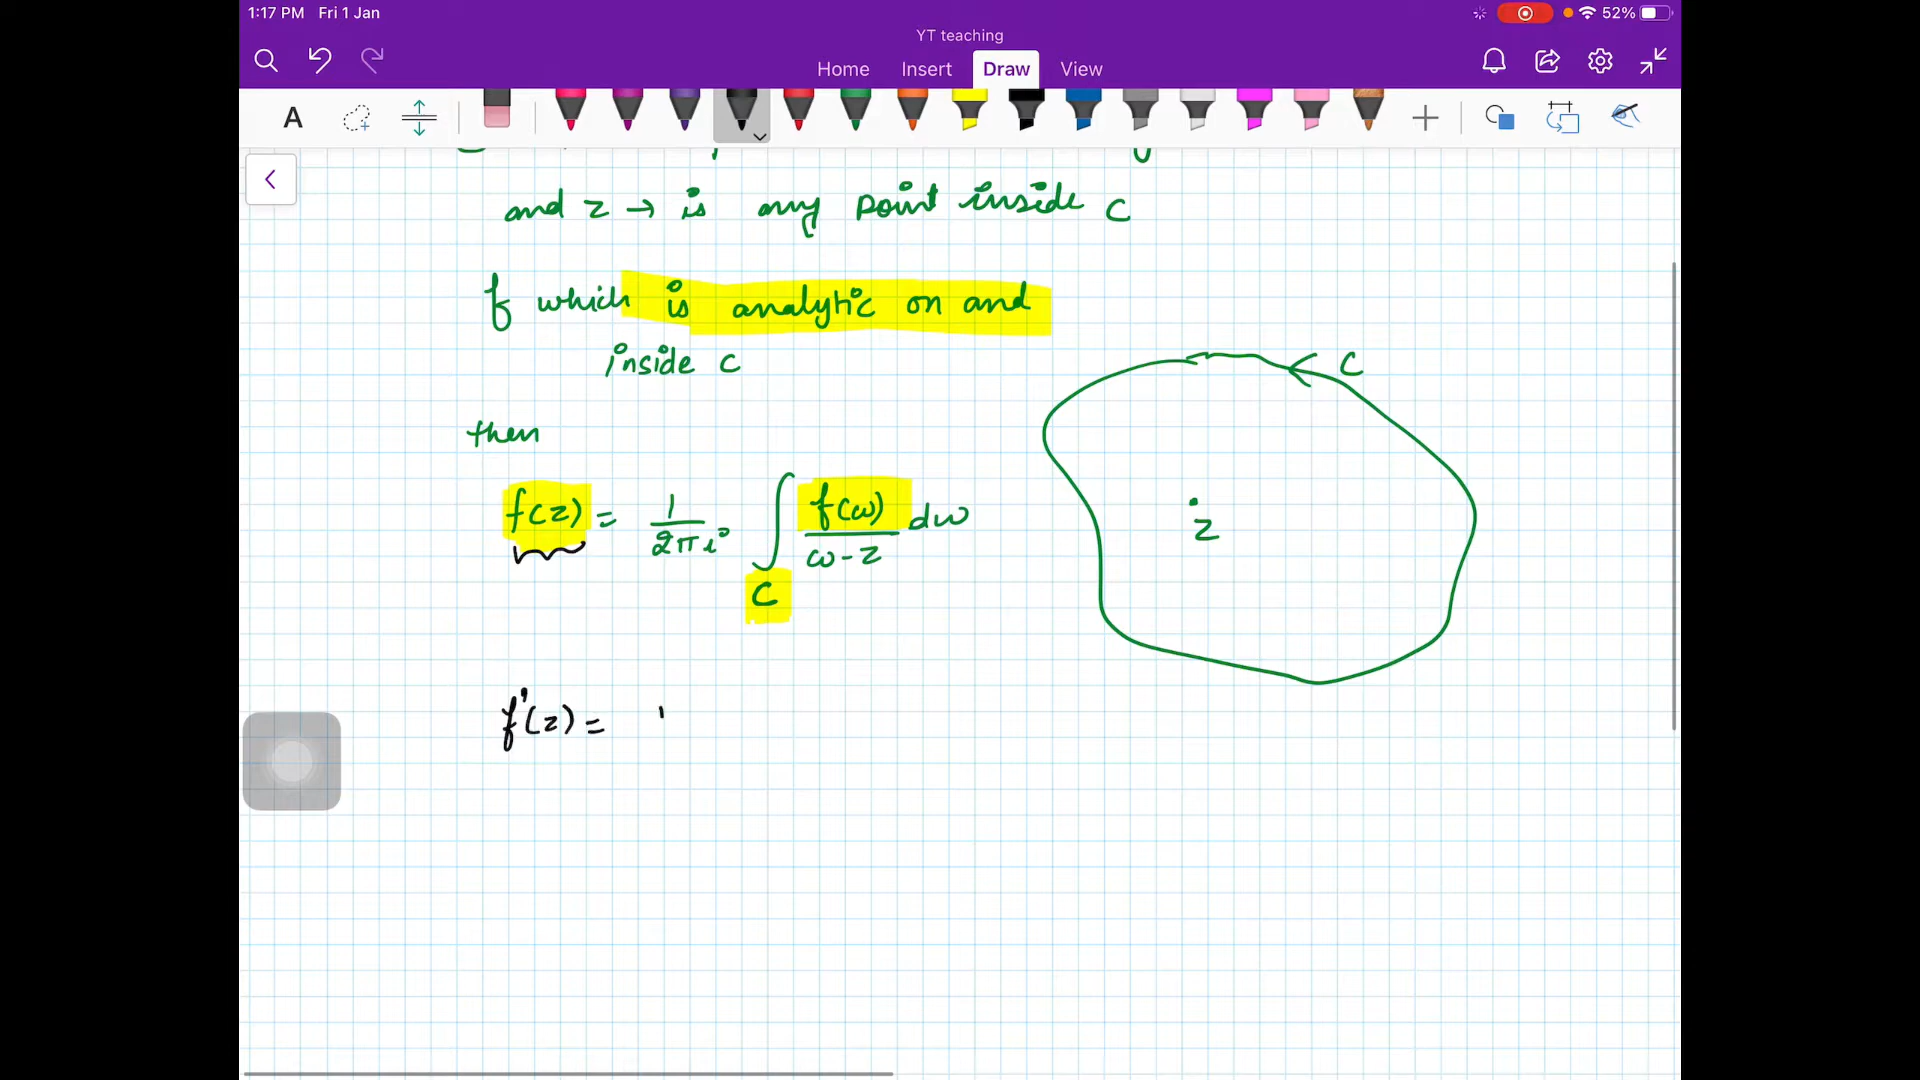 1:17 PM Fri 1 Jan
52%
YT teaching
Home Insert Draw View
A
and z → is any point inside C
f which is analytic on and
inside C
C
then
f(z) = 1/2πi ∫_C f(ω)/ω-z dω
z
f'(z) =